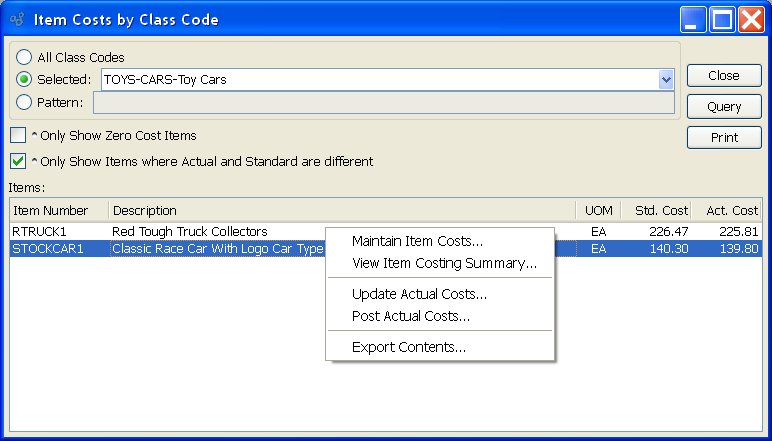 Item Costs by Class Code
All Class Codes
Selected: TOYS-CARS-Toy Cars
Pattern:
Close
Query
Print
^ Only Show Zero Cost Items
^ Only Show Items where Actual and Standard are different
Items:
Item Number Description UOM Std. Cost Act. Cost
RTRUCK1 Red Tough Truck Collectors EA 226.47 225.81
STOCKCAR1 Classic Race Car With Logo Car Type EA 140.30 139.80
Maintain Item Costs...
View Item Costing Summary...
Update Actual Costs...
Post Actual Costs...
Export Contents...